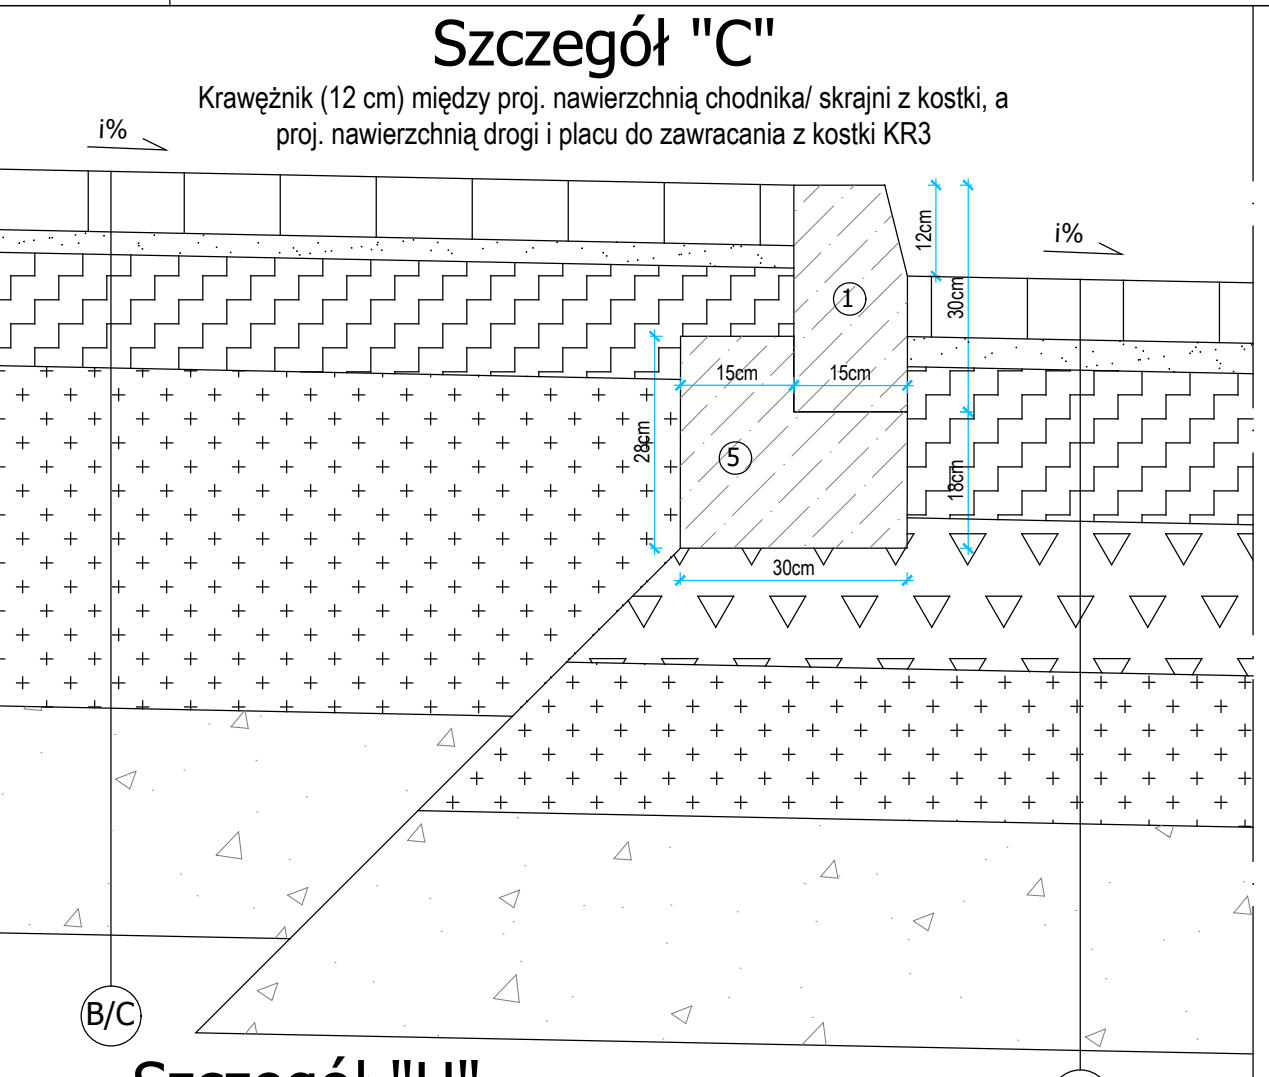 Szczegół "C"
Krawężnik (12 cm) między proj. nawierzchnią chodnika/ skrajni z kostki, a
proj. nawierzchnią drogi i placu do zawracania z kostki KR3
i%
12cm
i%
30cm
1
15cm
15cm
28cm
5
18cm
30cm
B/C
Szczegół "H"